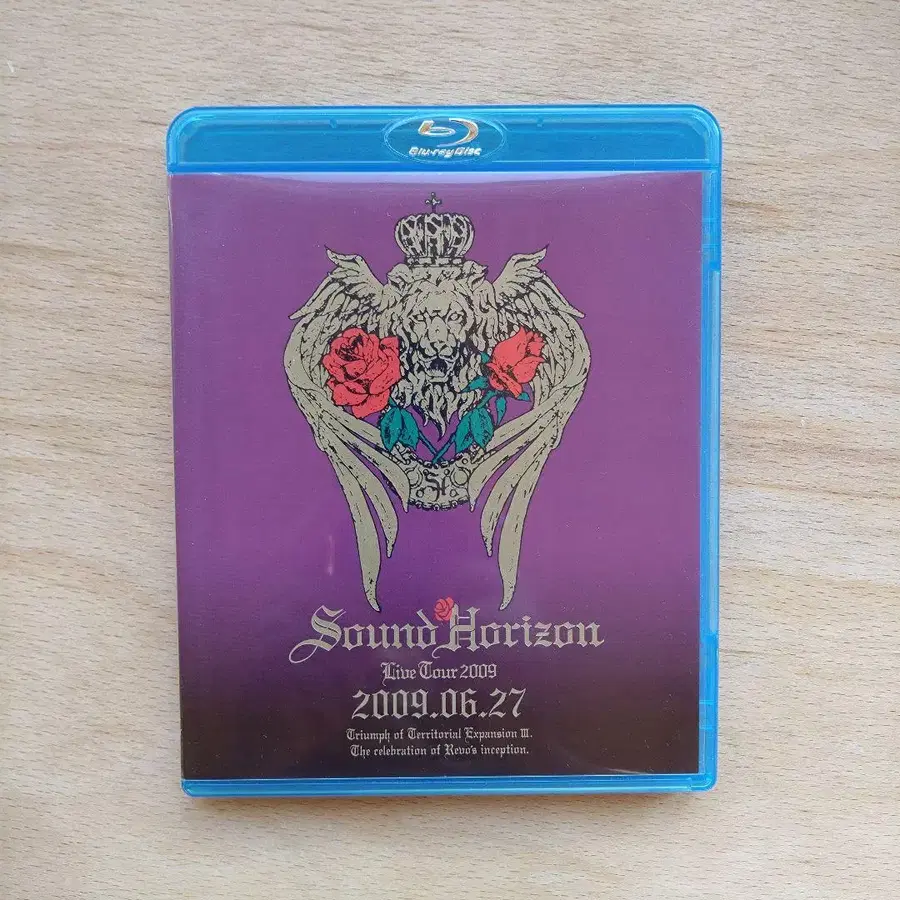 Blu-ray Disc
SH
Sound Horizon
Live Tour 2009
2009.06.27
Triumph of Territorial Expansion III.
The celebration of Revo's inception.